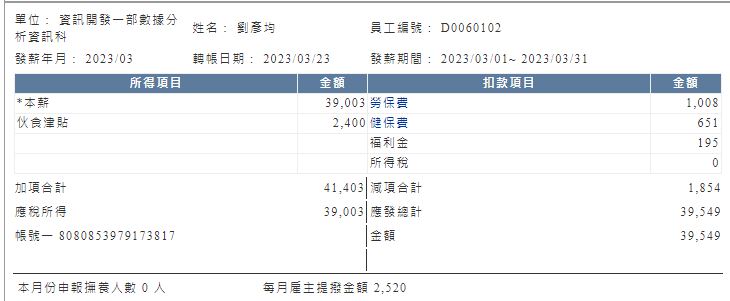 單位： 資訊開發一部數據分析資訊科 姓名： 劉彥均 員工編號： D0060102
發薪年月： 2023/03 轉帳日期： 2023/03/23 發薪期間： 2023/03/01~ 2023/03/31
所得項目 金額 扣款項目 金額
*本薪 39,003 勞保費 1,008
伙食津貼 2,400 健保費 651
福利金 195
所得稅 0
加項合計 41,403 減項合計 1,854
應稅所得 39,003 應發總計 39,549
帳號一 8080853979173817 金額 39,549
本月份申報撫養人數 0 人 每月雇主提撥金額 2,520